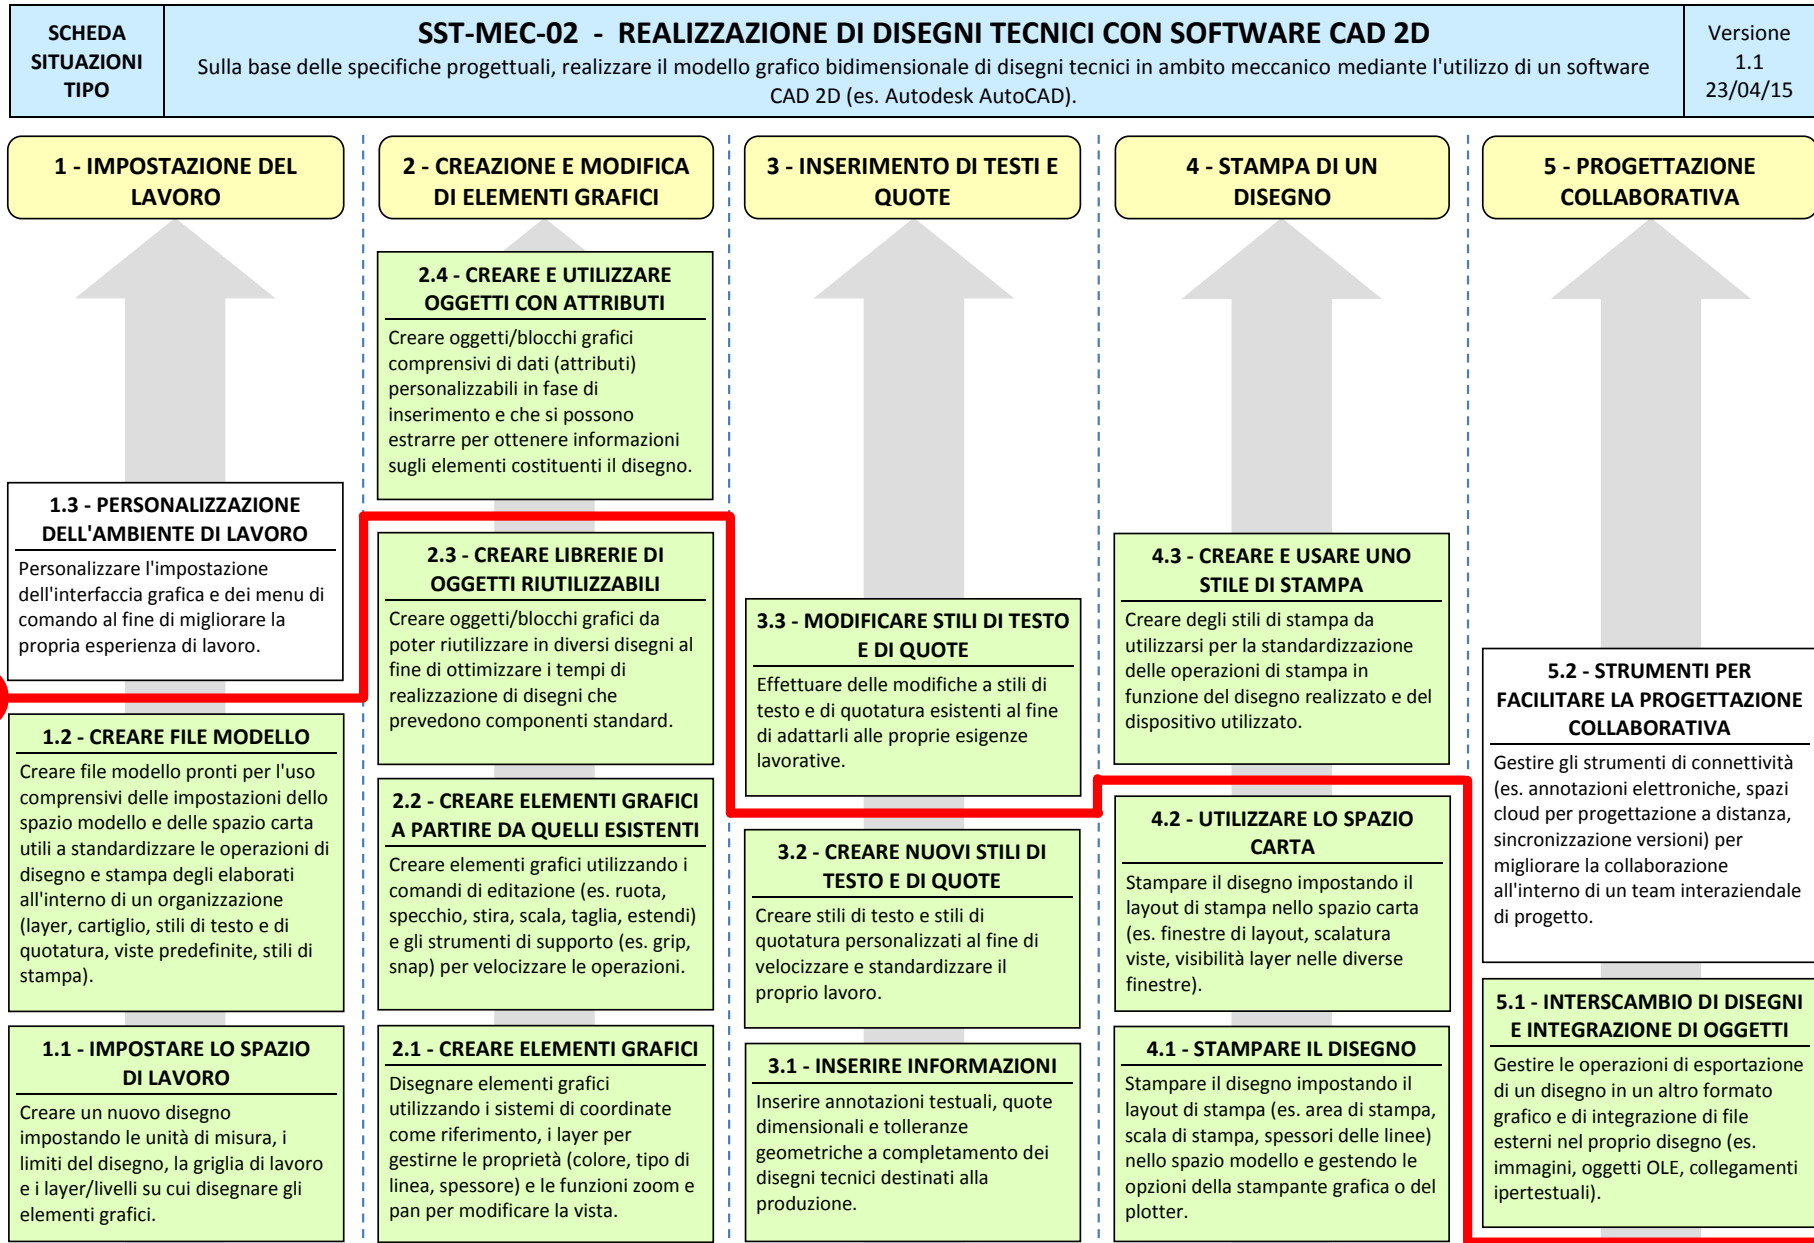 SCHEDA
SITUAZIONI
TIPO
SST-MEC-02 - REALIZZAZIONE DI DISEGNI TECNICI CON SOFTWARE CAD 2D
Sulla base delle specifiche progettuali, realizzare il modello grafico bidimensionale di disegni tecnici in ambito meccanico mediante l'utilizzo di un software
CAD 2D (es. Autodesk AutoCAD).
Versione
1.1
23/04/15
1 - IMPOSTAZIONE DEL
LAVORO
1.3 - PERSONALIZZAZIONE
DELL'AMBIENTE DI LAVORO
Personalizzare l'impostazione
dell'interfaccia grafica e dei menu di
comando al fine di migliorare la
propria esperienza di lavoro.
1.2 - CREARE FILE MODELLO
Creare file modello pronti per l'uso
comprensivi delle impostazioni dello
spazio modello e delle spazio carta
utili a standardizzare le operazioni di
disegno e stampa degli elaborati
all'interno di un organizzazione
(layer, cartiglio, stili di testo e di
quotatura, viste predefinite, stili di
stampa).
1.1 - IMPOSTARE LO SPAZIO
DI LAVORO
Creare un nuovo disegno
impostando le unità di misura, i
limiti del disegno, la griglia di lavoro
e i layer/livelli su cui disegnare gli
elementi grafici.
2 - CREAZIONE E MODIFICA
DI ELEMENTI GRAFICI
2.4 - CREARE E UTILIZZARE
OGGETTI CON ATTRIBUTI
Creare oggetti/blocchi grafici
comprensivi di dati (attributi)
personalizzabili in fase di
inserimento e che si possono
estrarre per ottenere informazioni
sugli elementi costituenti il disegno.
2.3 - CREARE LIBRERIE DI
OGGETTI RIUTILIZZABILI
Creare oggetti/blocchi grafici da
poter riutilizzare in diversi disegni al
fine di ottimizzare i tempi di
realizzazione di disegni che
prevedono componenti standard.
2.2 - CREARE ELEMENTI GRAFICI
A PARTIRE DA QUELLI ESISTENTI
Creare elementi grafici utilizzando i
comandi di editazione (es. ruota,
specchio, stira, scala, taglia, estendi)
e gli strumenti di supporto (es. grip,
snap) per velocizzare le operazioni.
2.1 - CREARE ELEMENTI GRAFICI
Disegnare elementi grafici
utilizzando i sistemi di coordinate
come riferimento, i layer per
gestirne le proprietà (colore, tipo di
linea, spessore) e le funzioni zoom e
pan per modificare la vista.
3 - INSERIMENTO DI TESTI E
QUOTE
3.3 - MODIFICARE STILI DI TESTO
E DI QUOTE
Effettuare delle modifiche a stili di
testo e di quotatura esistenti al fine
di adattarli alle proprie esigenze
lavorative.
3.2 - CREARE NUOVI STILI DI
TESTO E DI QUOTE
Creare stili di testo e stili di
quotatura personalizzati al fine di
velocizzare e standardizzare il
proprio lavoro.
3.1 - INSERIRE INFORMAZIONI
Inserire annotazioni testuali, quote
dimensionali e tolleranze
geometriche a completamento dei
disegni tecnici destinati alla
produzione.
4 - STAMPA DI UN
DISEGNO
4.3 - CREARE E USARE UNO
STILE DI STAMPA
Creare degli stili di stampa da
utilizzarsi per la standardizzazione
delle operazioni di stampa in
funzione del disegno realizzato e del
dispositivo utilizzato.
4.2 - UTILIZZARE LO SPAZIO
CARTA
Stampare il disegno impostando il
layout di stampa nello spazio carta
(es. finestre di layout, scalatura
viste, visibilità layer nelle diverse
finestre).
4.1 - STAMPARE IL DISEGNO
Stampare il disegno impostando il
layout di stampa (es. area di stampa,
scala di stampa, spessori delle linee)
nello spazio modello e gestendo le
opzioni della stampante grafica o del
plotter.
5 - PROGETTAZIONE
COLLABORATIVA
5.2 - STRUMENTI PER
FACILITARE LA PROGETTAZIONE
COLLABORATIVA
Gestire gli strumenti di connettività
(es. annotazioni elettroniche, spazi
cloud per progettazione a distanza,
sincronizzazione versioni) per
migliorare la collaborazione
all'interno di un team interaziendale
di progetto.
5.1 - INTERSCAMBIO DI DISEGNI
E INTEGRAZIONE DI OGGETTI
Gestire le operazioni di esportazione
di un disegno in un altro formato
grafico e di integrazione di file
esterni nel proprio disegno (es.
immagini, oggetti OLE, collegamenti
ipertestuali).